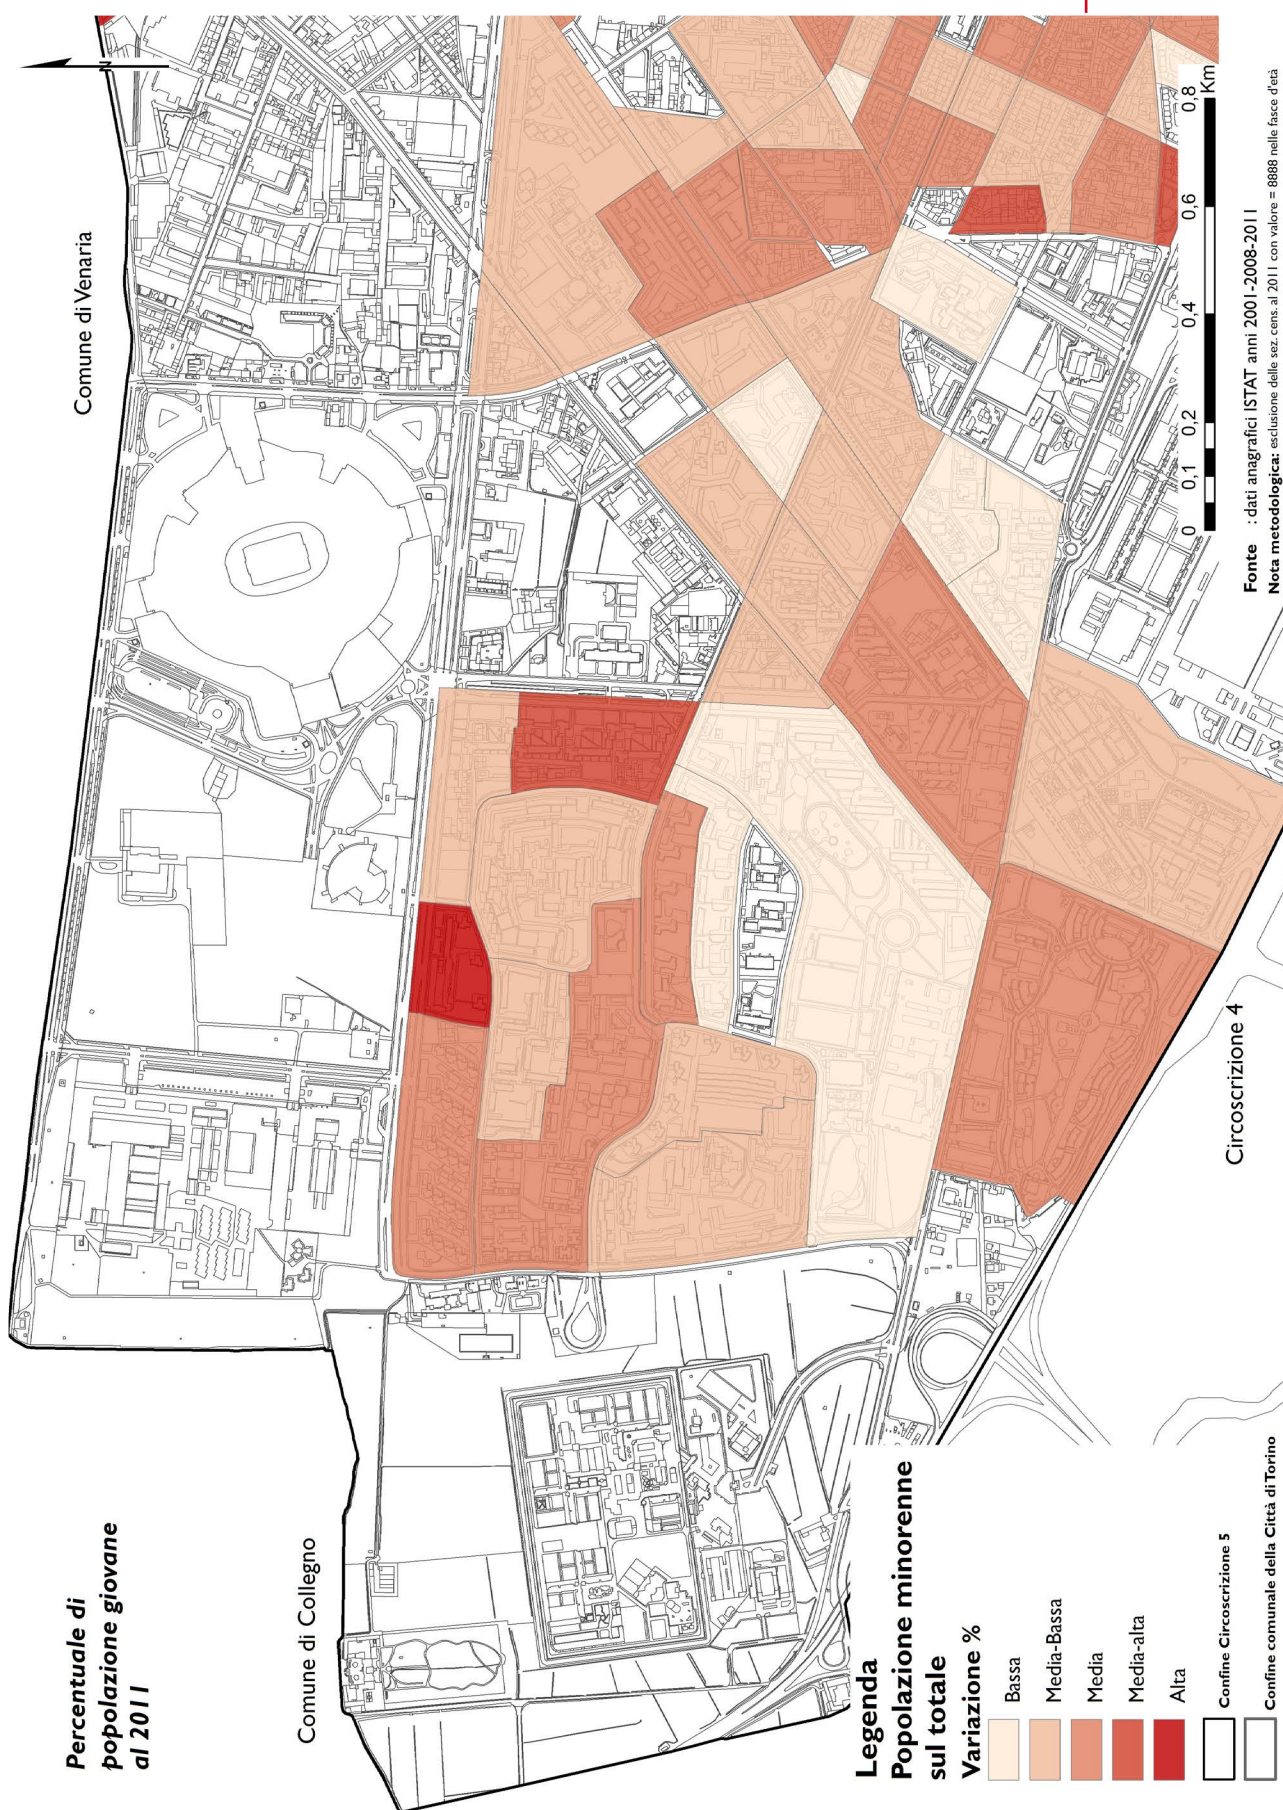 Percentuale di
popolazione giovane
al 2011
Comune di Venaria
Comune di Collegno
Circoscrizione 4
N
Legenda
Popolazione minorenne
sul totale
Variazione %
Bassa
Media-Bassa
Media
Media-alta
Alta
Confine Circoscrizione 5
Confine comunale della Città di Torino
0 0,1 0,2 0,4 0,6 0,8
Km
Fonte : dati anagrafici ISTAT anni 2001-2008-2011
Nota metodologica: esclusione delle sez. cens. al 2011 con valore = 8888 nelle fasce d'età